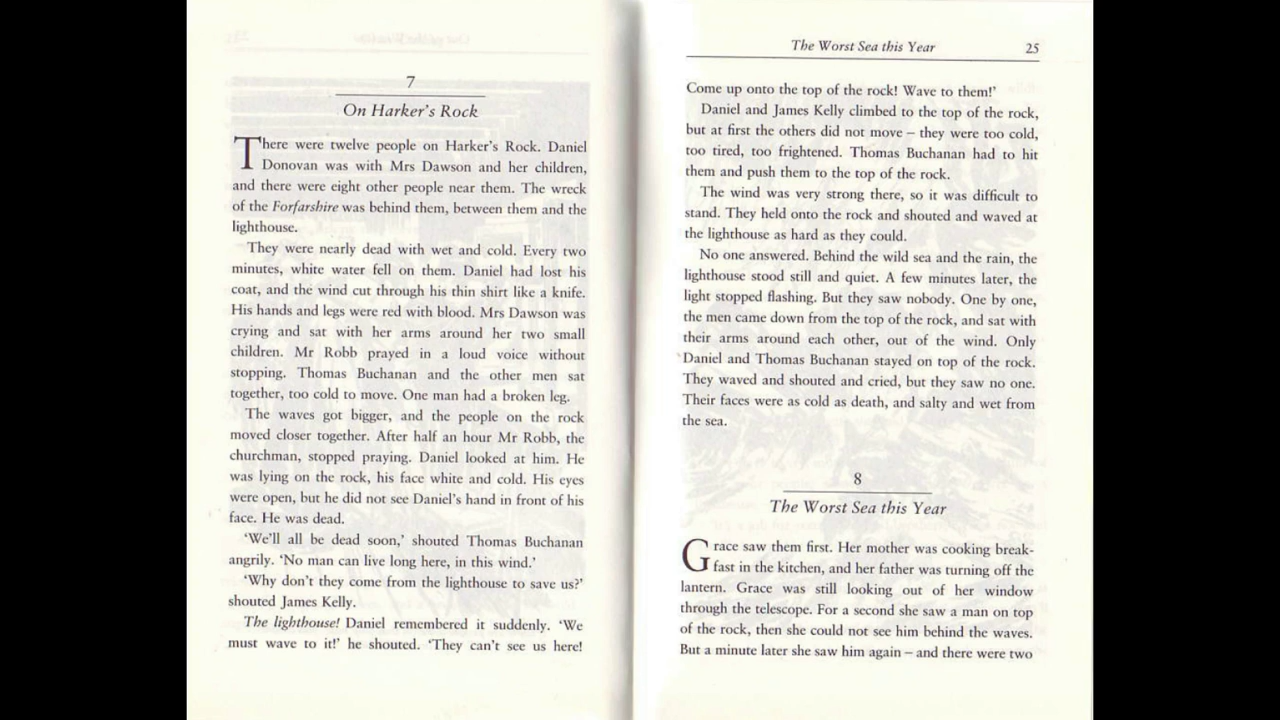 7
On Harker's Rock
There were twelve people on Harker's Rock. Daniel
Donovan was with Mrs Dawson and her children,
and there were eight other people near them. The wreck
of the Forfarshire was behind them, between them and the
lighthouse.
They were nearly dead with wet and cold. Every two
minutes, white water fell on them. Daniel had lost his
coat, and the wind cut through his thin shirt like a knife.
His hands and legs were red with blood. Mrs Dawson was
crying and sat with her arms around her two small
children. Mr Robb prayed in a loud voice without
stopping. Thomas Buchanan and the other men sat
together, too cold to move. One man had a broken leg.
The waves got bigger, and the people on the rock
moved closer together. After half an hour Mr Robb, the
churchman, stopped praying. Daniel looked at him. He
was lying on the rock, his face white and cold. His eyes
were open, but he did not see Daniel's hand in front of his
face. He was dead.
'We'll all be dead soon,' shouted Thomas Buchanan
angrily. 'No man can live long here, in this wind.'
'Why don't they come from the lighthouse to save us?'
shouted James Kelly.
The lighthouse! Daniel remembered it suddenly. 'We
must wave to it!' he shouted. 'They can't see us here!
The Worst Sea this Year 25
Come up onto the top of the rock! Wave to them!'
Daniel and James Kelly climbed to the top of the rock,
but at first the others did not move – they were too cold,
too tired, too frightened. Thomas Buchanan had to hit
them and push them to the top of the rock.
The wind was very strong there, so it was difficult to
stand. They held onto the rock and shouted and waved at
the lighthouse as hard as they could.
No one answered. Behind the wild sea and the rain, the
lighthouse stood still and quiet. A few minutes later, the
light stopped flashing. But they saw nobody. One by one,
the men came down from the top of the rock, and sat with
their arms around each other, out of the wind. Only
Daniel and Thomas Buchanan stayed on top of the rock.
They waved and shouted and cried, but they saw no one.
Their faces were as cold as death, and salty and wet from
the sea.
8
The Worst Sea this Year
Grace saw them first. Her mother was cooking break-
fast in the kitchen, and her father was turning off the
lantern. Grace was still looking out of her window
through the telescope. For a second she saw a man on top
of the rock, then she could not see him behind the waves.
But a minute later she saw him again – and there were two